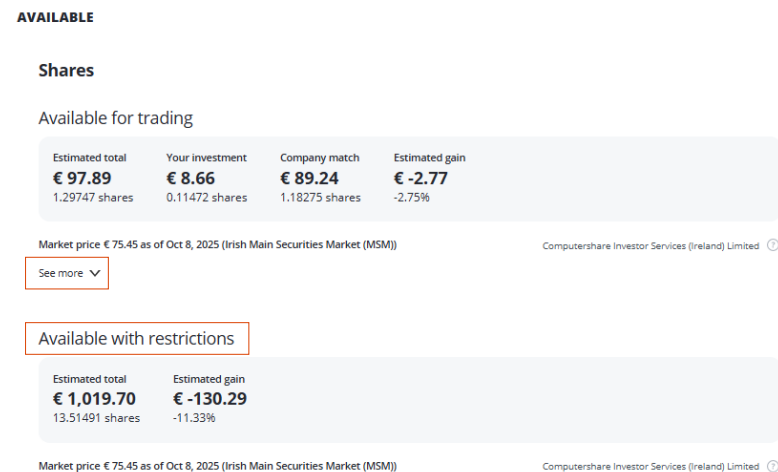 AVAILABLE
Shares
Available for trading
Estimated total Your investment Company match Estimated gain
€ 97.89 € 8.66 € 89.24 € -2.77
1.29747 shares 0.11472 shares 1.18275 shares -2.75%
Market price € 75.45 as of Oct 8, 2025 (Irish Main Securities Market (MSM)) Computershare Investor Services (Ireland) Limited ?
See more
Available with restrictions
Estimated total Estimated gain
€ 1,019.70 € -130.29
13.51491 shares -11.33%
Market price € 75.45 as of Oct 8, 2025 (Irish Main Securities Market (MSM)) Computershare Investor Services (Ireland) Limited ?